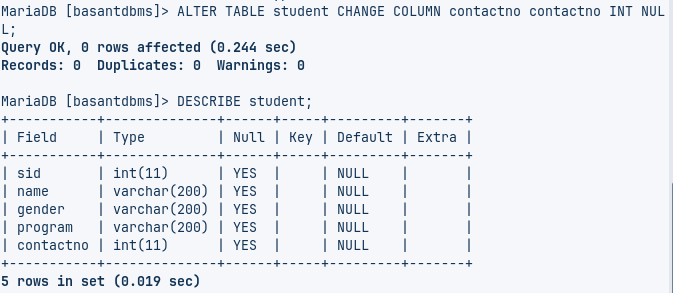 MariaDB [basantdbms]> ALTER TABLE student CHANGE COLUMN contactno contactno INT NUL
L;
Query OK, 0 rows affected (0.244 sec)
Records: 0  Duplicates: 0  Warnings: 0

MariaDB [basantdbms]> DESCRIBE student;
+-----------+--------------+------+-----+---------+-------+
| Field     | Type         | Null | Key | Default | Extra |
+-----------+--------------+------+-----+---------+-------+
| sid       | int(11)      | YES  |     | NULL    |       |
| name      | varchar(200) | YES  |     | NULL    |       |
| gender    | varchar(200) | YES  |     | NULL    |       |
| program   | varchar(200) | YES  |     | NULL    |       |
| contactno | int(11)      | YES  |     | NULL    |       |
+-----------+--------------+------+-----+---------+-------+
5 rows in set (0.019 sec)